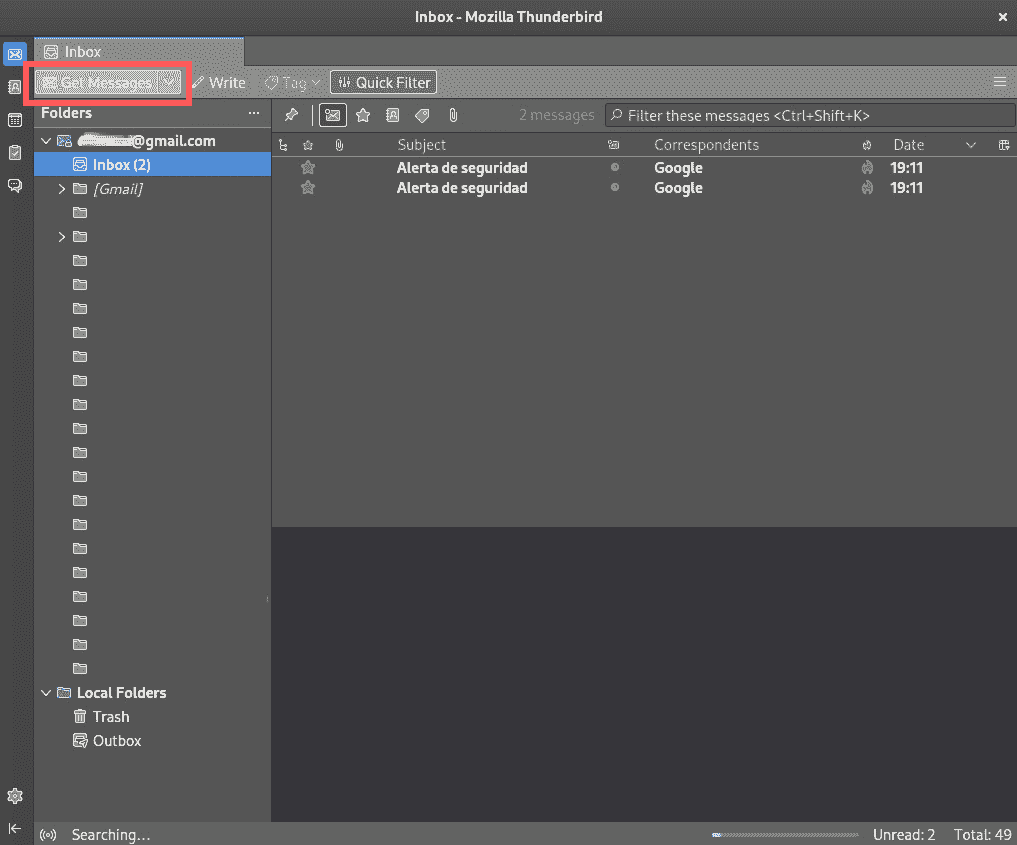 Inbox - Mozilla Thunderbird
Inbox
Get Messages Write Tag Quick Filter
Folders
2 messages Filter these messages <Ctrl+Shift+K>
@gmail.com
Subject Correspondents Date
Inbox (2)
Alerta de seguridad Google 19:11
[Gmail]
Alerta de seguridad Google 19:11
Local Folders
Trash
Outbox
Searching... Unread: 2 Total: 49